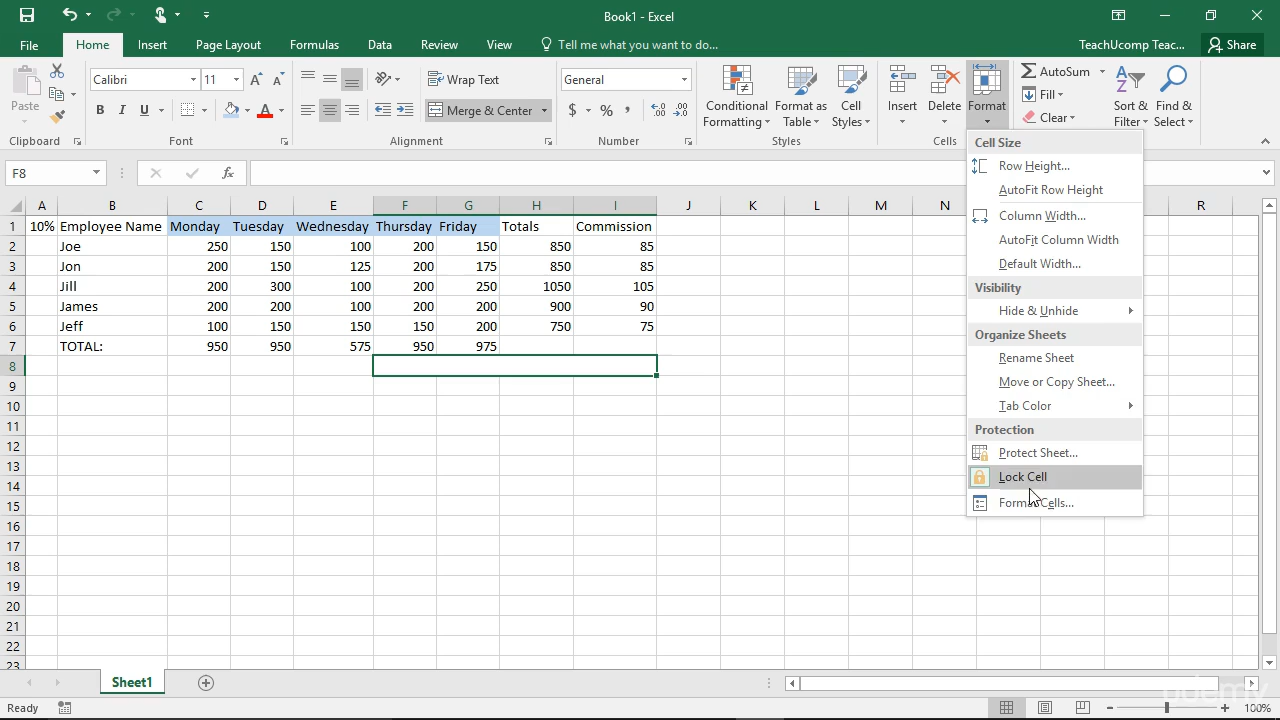 Book1 - Excel
File Home Insert Page Layout Formulas Data Review View Tell me what you want to do... TeachUcomp Teac... Share
Paste
Clipboard
Calibri 11
B I U A
Font
Wrap Text
Merge & Center
Alignment
General
$ % ,
Number
Conditional Formatting
Format as Table
Cell Styles
Styles
Insert Delete Format
Cells
AutoSum
Fill
Clear
Sort & Filter
Find & Select
F8 fx
A B C D E F G H I J K L M N R
1 10% Employee Name Monday Tuesday Wednesday Thursday Friday Totals Commission
2 Joe 250 150 100 200 150 850 85
3 Jon 200 150 125 200 175 850 85
4 Jill 200 300 100 200 250 1050 105
5 James 200 200 100 200 200 900 90
6 Jeff 100 150 150 150 200 750 75
7 TOTAL: 950 950 575 950 975
8
9
10
11
12
13
14
15
16
17
18
19
20
21
22
23
Cell Size
Row Height...
AutoFit Row Height
Column Width...
AutoFit Column Width
Default Width...
Visibility
Hide & Unhide
Organize Sheets
Rename Sheet
Move or Copy Sheet...
Tab Color
Protection
Protect Sheet...
Lock Cell
Format Cells...
Sheet1
udemy
Ready 100%